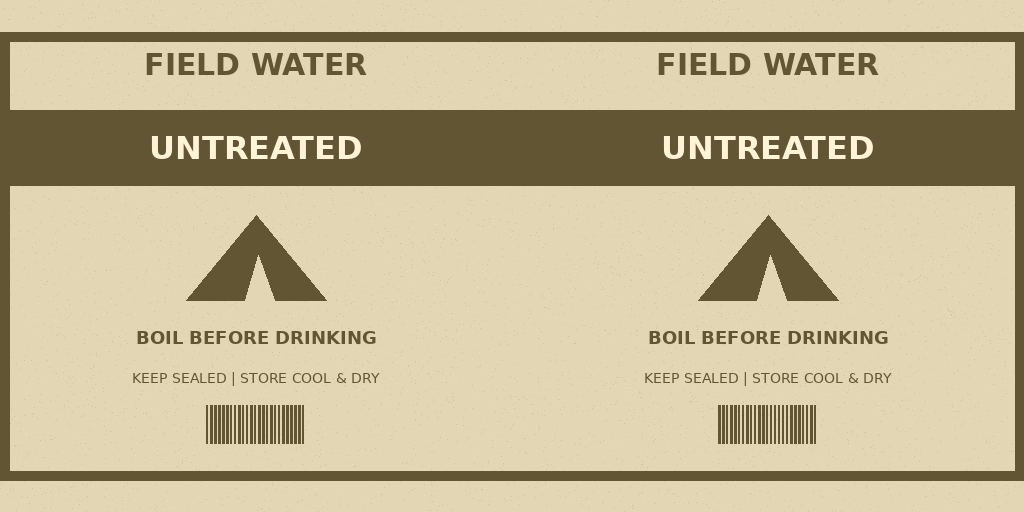 FIELD WATER
UNTREATED
BOIL BEFORE DRINKING
KEEP SEALED | STORE COOL & DRY
FIELD WATER
UNTREATED
BOIL BEFORE DRINKING
KEEP SEALED | STORE COOL & DRY